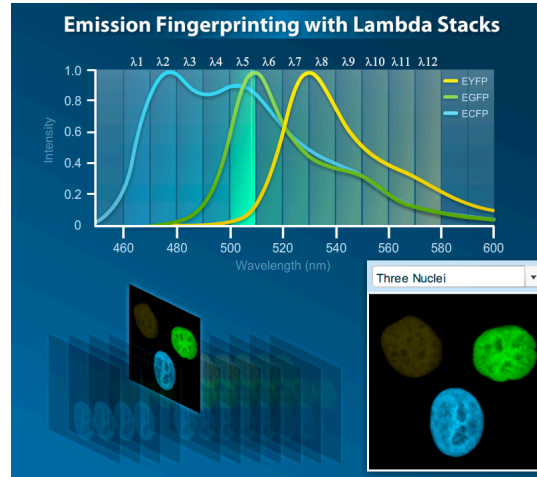 Emission Fingerprinting with Lambda Stacks
λ1 λ2 λ3 λ4 λ5 λ6 λ7 λ8 λ9 λ10 λ11 λ12
1.0
0.8
0.6
0.4
0.2
0
Intensity
EYFP
EGFP
ECFP
460 480 500 520 540 560 580 600
Wavelength (nm)
Three Nuclei